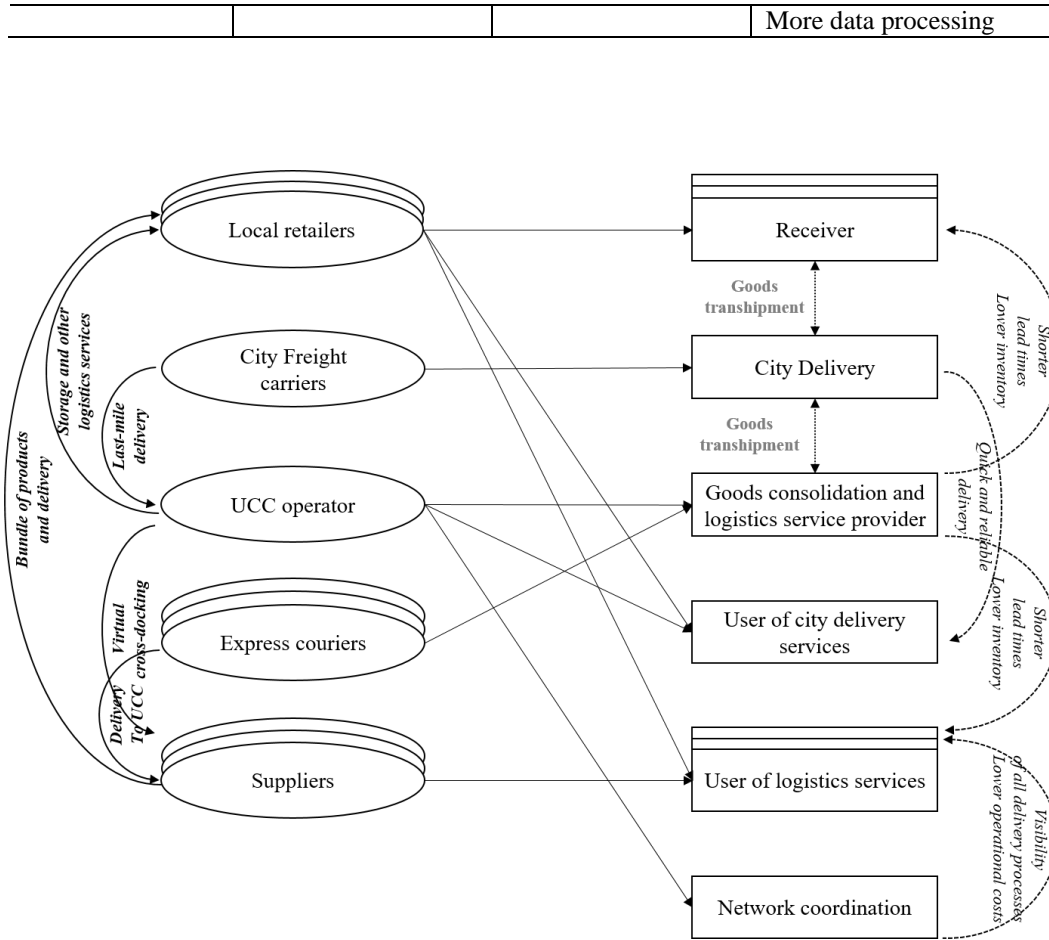 More data processing
Local retailers
Receiver
Goods
transhipment
Shorter
lead times
Lower inventory
Storage and other
logistics services
City Freight
carriers
City Delivery
Last-mile
delivery
Goods
transhipment
Bundle of products
and delivery
Quick and reliable
delivery
UCC operator
Goods consolidation and
logistics service provider
Virtual
cross-docking
Express couriers
User of city delivery
services
Shorter
lead times
Lower inventory
Delivery
To UCC
Suppliers
User of logistics services
Visibility
of all delivery processes
Lower operational costs
Network coordination